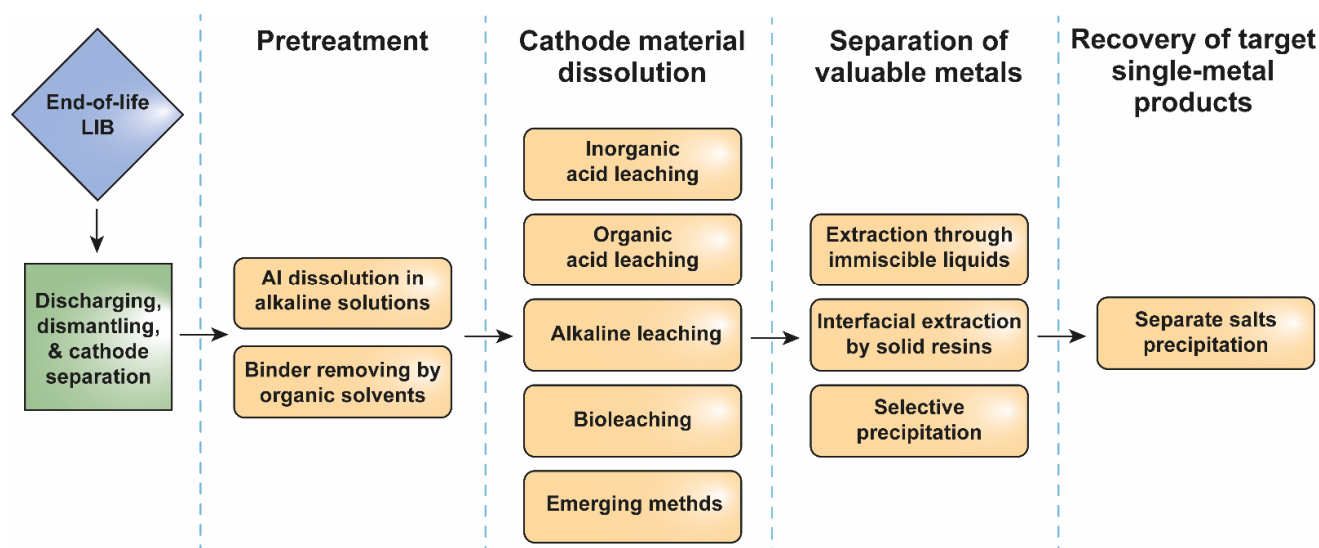 End-of-life
LIB
Discharging,
dismantling,
& cathode
separation
Pretreatment
Al dissolution in
alkaline solutions
Binder removing by
organic solvents
Cathode material
dissolution
Inorganic
acid leaching
Organic
acid leaching
Alkaline leaching
Bioleaching
Emerging methds
Separation of
valuable metals
Extraction through
immiscible liquids
Interfacial extraction
by solid resins
Selective
precipitation
Recovery of target
single-metal
products
Separate salts
precipitation